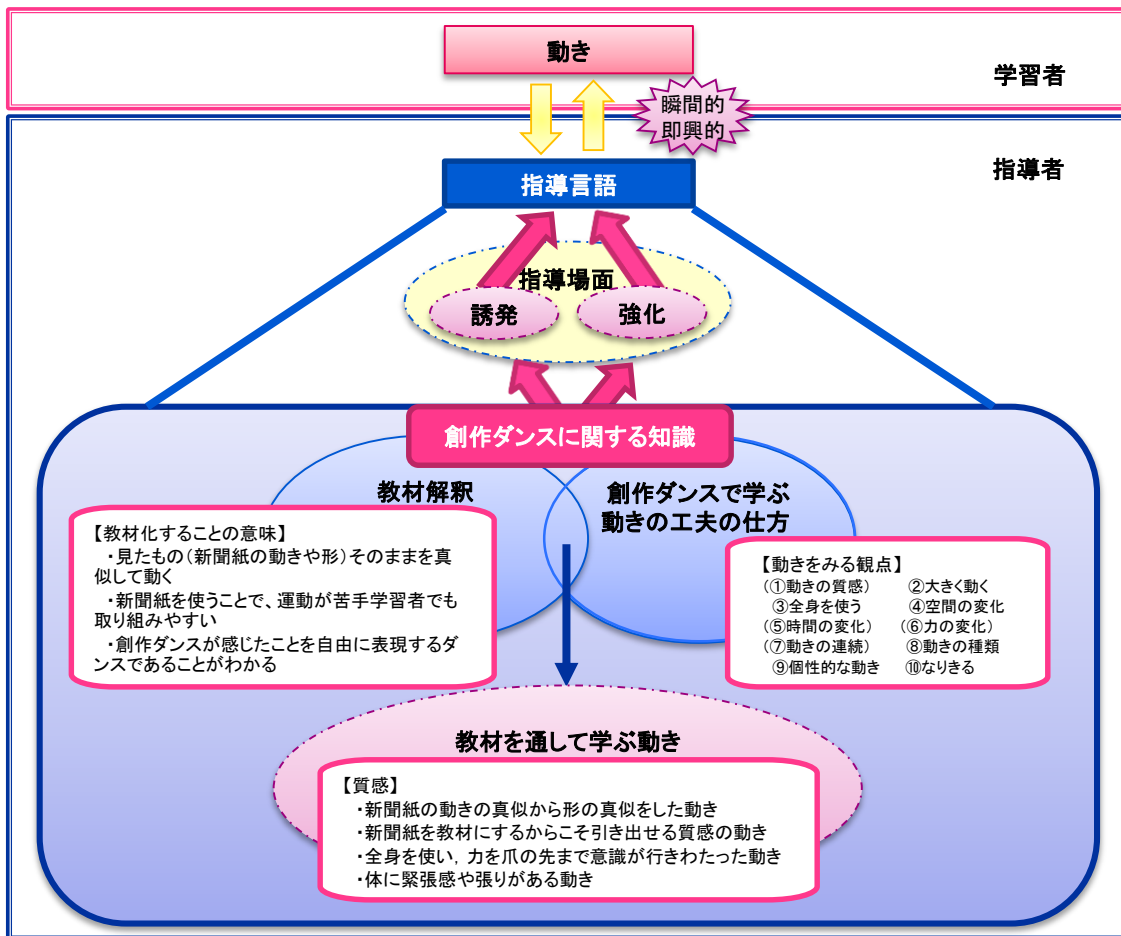 動き
学習者
瞬間的
即興的
指導者
指導言語
指導場面
誘発
強化
創作ダンスに関する知識
教材解釈
創作ダンスで学ぶ
動きの工夫の仕方
【教材化することの意味】
・見たもの(新聞紙の動きや形)そのままを真
似して動く
・新聞紙を使うことで、運動が苦手学習者でも
取り組みやすい
・創作ダンスが感じたことを自由に表現するダ
ンスであることがわかる
【動きをみる観点】
(①動きの質感) ②大きく動く
③全身を使う ④空間の変化
(⑤時間の変化) (⑥力の変化)
(⑦動きの連続) ⑧動きの種類
⑨個性的な動き ⑩なりきる
教材を通して学ぶ動き
【質感】
・新聞紙の動きの真似から形の真似をした動き
・新聞紙を教材にするからこそ引き出せる質感の動き
・全身を使い,力を爪の先まで意識が行きわたった動き
・体に緊張感や張りがある動き